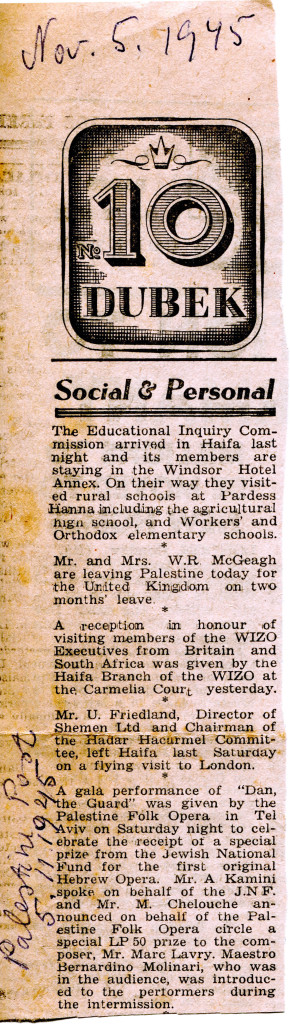 Nov. 5. 1945
No 10
DUBEK
Social & Personal
The Educational Inquiry Com-
mission arrived in Haifa last
night and its members are
staying in the Windsor Hotel
Annex. On their way they visit-
ed rural schools at Pardess
Hanna including the agricultural
high school, and Workers' and
Orthodox elementary schools.
*
Mr. and Mrs. W.R. McGeagh
are leaving Palestine today for
the United Kingdom on two
months' leave.
*
A reception in honour of
visiting members of the WIZO
Executives from Britain and
South Africa was given by the
Haifa Branch of the WIZO at
the Carmelia Court yesterday.
*
Mr. U. Friedland, Director of
Shemen Ltd and Chairman of
the Hadar Hacarmel Commit-
tee, left Haifa last Saturday
on a flying visit to London.
*
A gala performance of "Dan,
the Guard" was given by the
Palestine Folk Opera in Tel
Aviv on Saturday night to cel-
ebrate the receipt of a special
prize from the Jewish National
Fund for the first original
Hebrew Opera. Mr. A Kamini
spoke on behalf of the J.N.F.
and Mr. M. Chelouche an-
nounced on behalf of the Pal-
estine Folk Opera circle a
special LP 50 prize to the com-
poser, Mr. Marc Lavry. Maestro
Bernardino Molinari, who was
in the audience, was introduc-
ed to the performers during
the intermission.
Palestine Post
5/11/1945